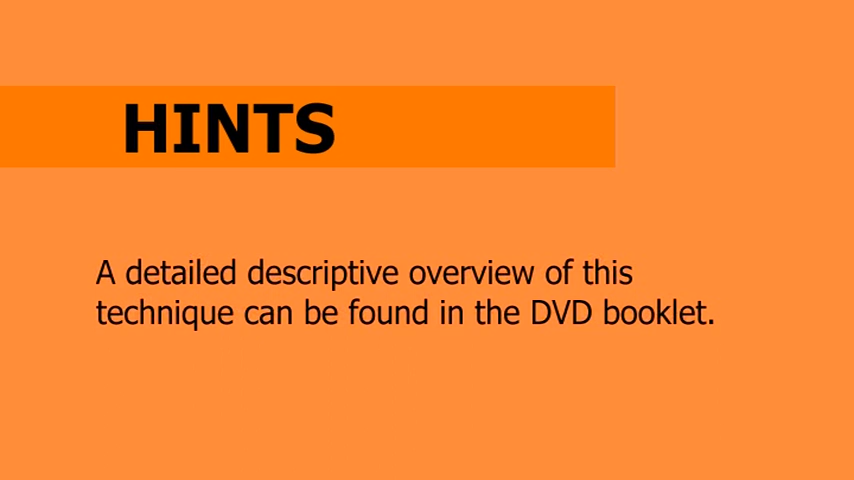 HINTS
A detailed descriptive overview of this
technique can be found in the DVD booklet.